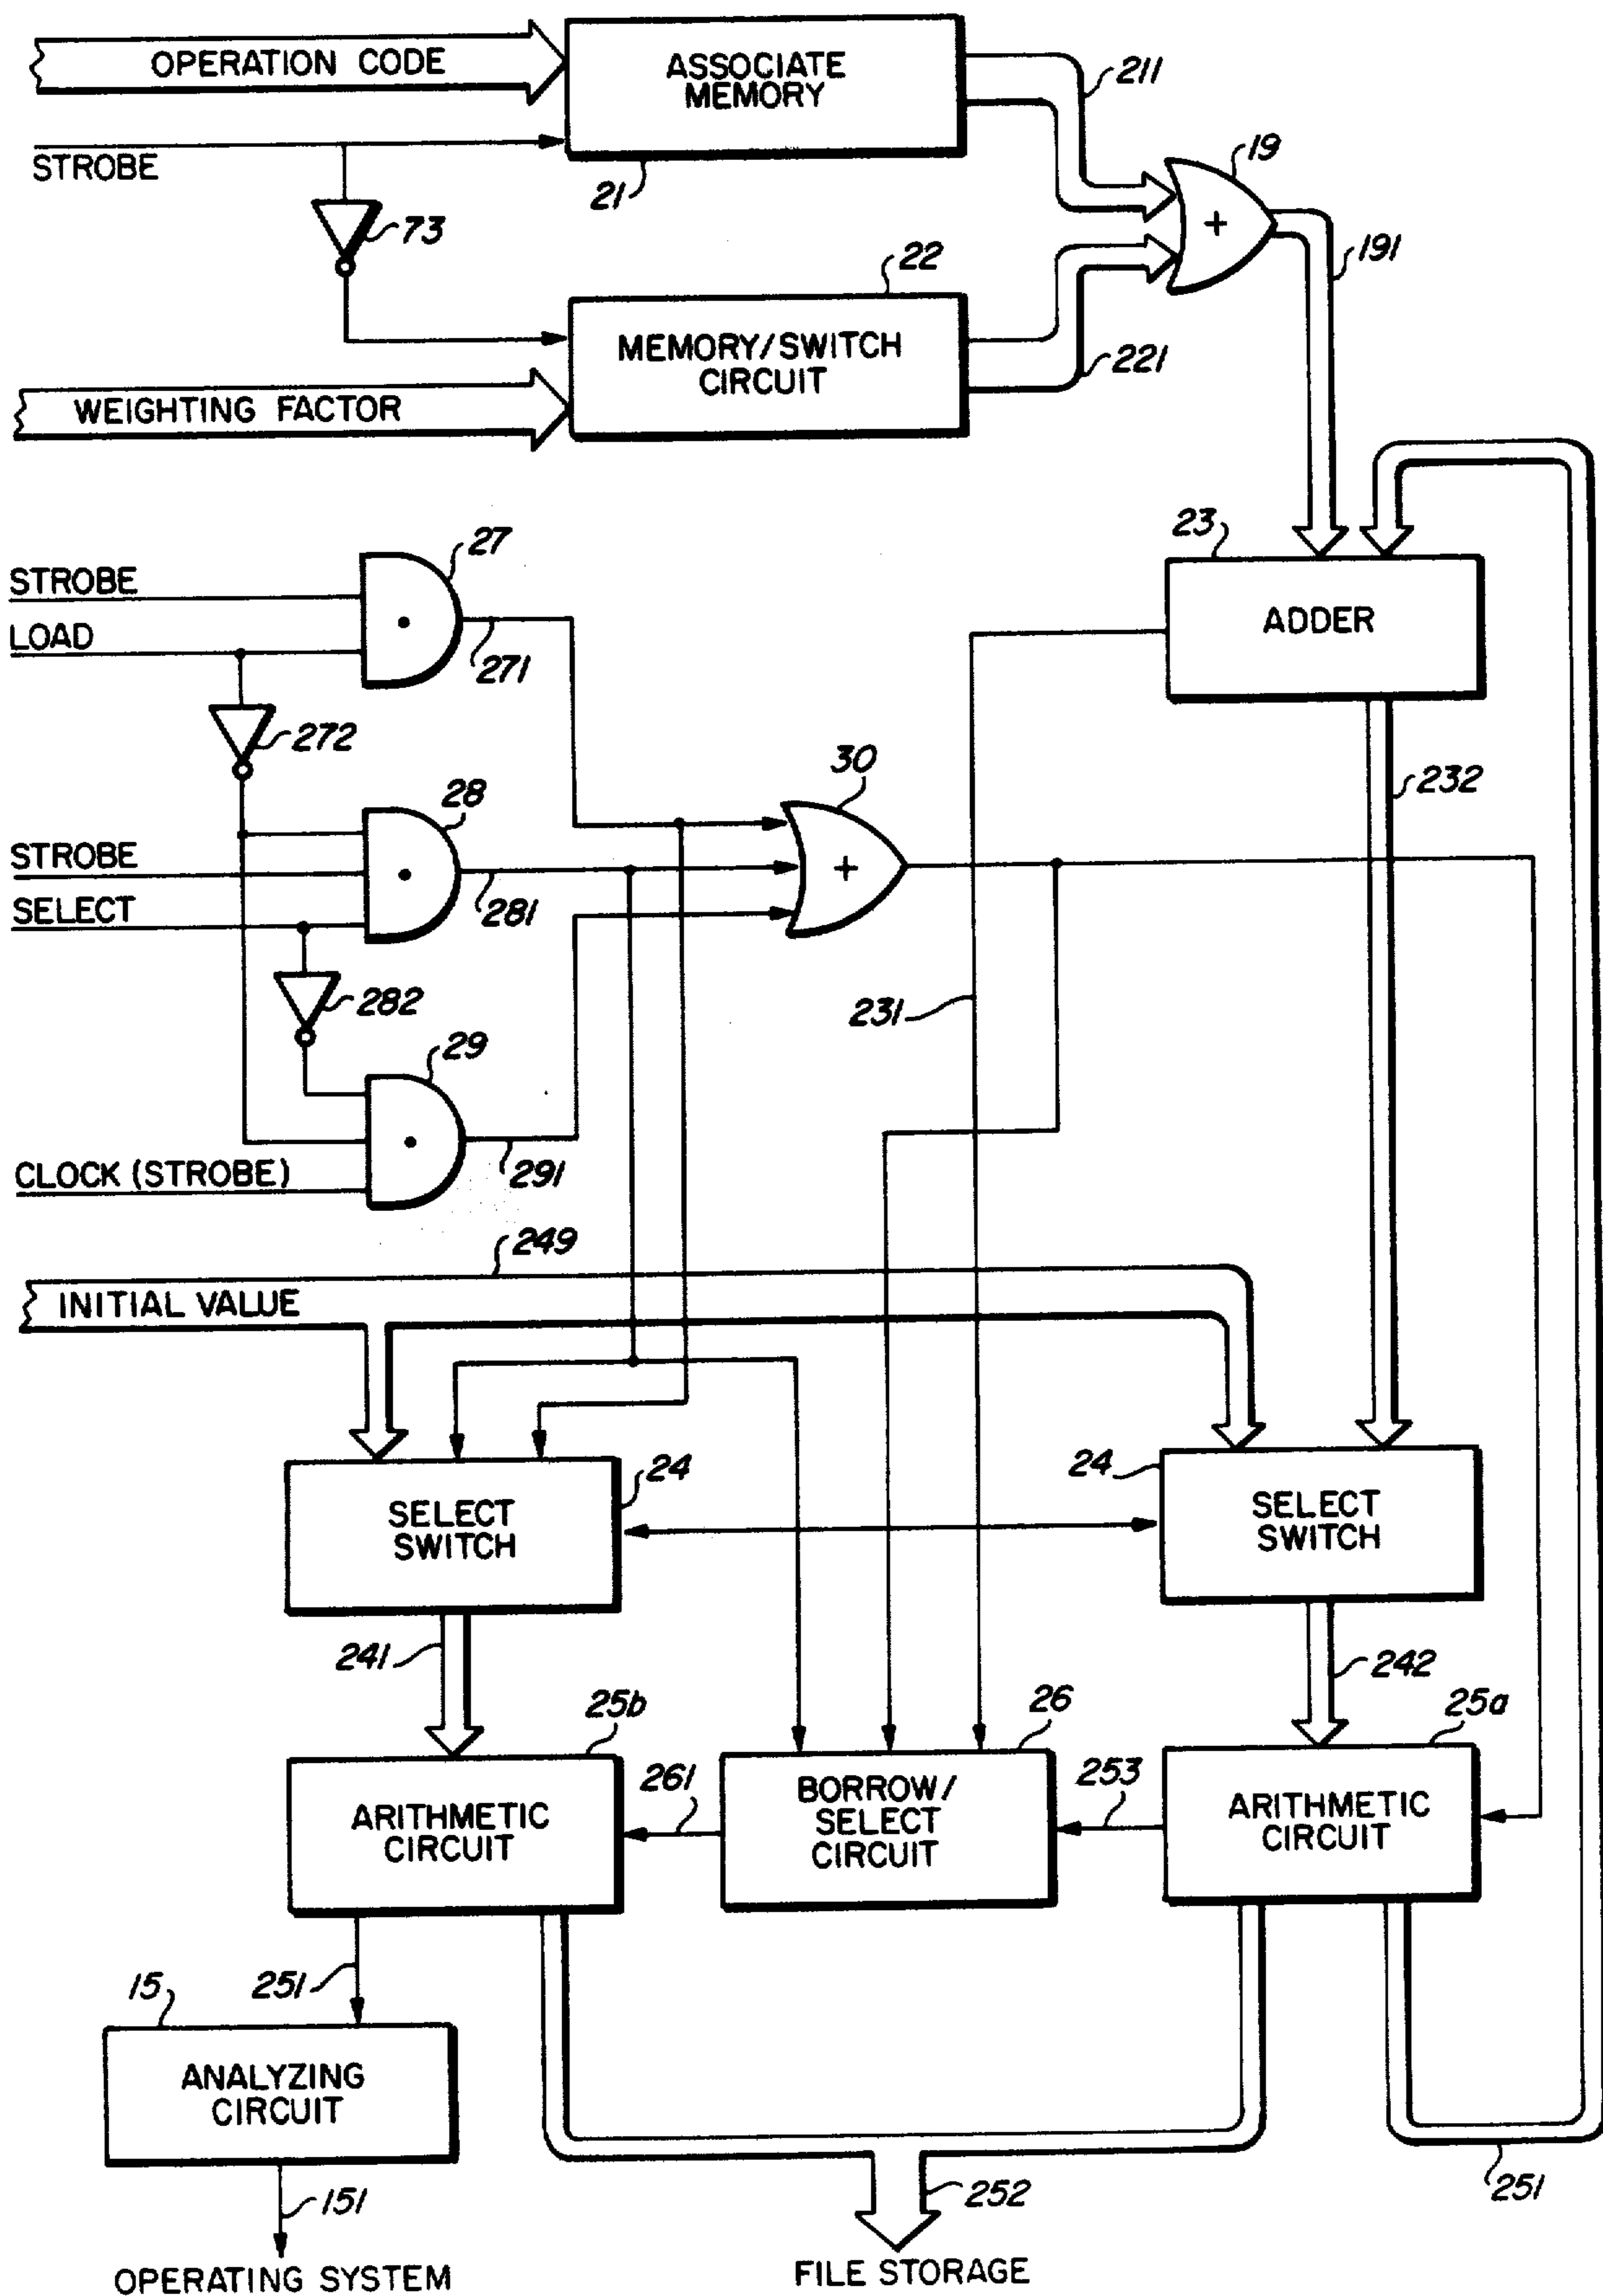 OPERATION CODE
ASSOCIATE
MEMORY
211
STROBE
21
19
+
73
191
22
MEMORY/SWITCH
CIRCUIT
221
WEIGHTING FACTOR
27
23
STROBE
ADDER
LOAD
271
272
232
30
28
STROBE
+
SELECT
281
282
231
29
CLOCK (STROBE)
291
249
INITIAL VALUE
24
24
SELECT
SWITCH
SELECT
SWITCH
241
242
25b
26
25a
261
253
ARITHMETIC
CIRCUIT
BORROW/
SELECT
CIRCUIT
ARITHMETIC
CIRCUIT
251
15
ANALYZING
CIRCUIT
151
252
251
OPERATING SYSTEM
FILE STORAGE